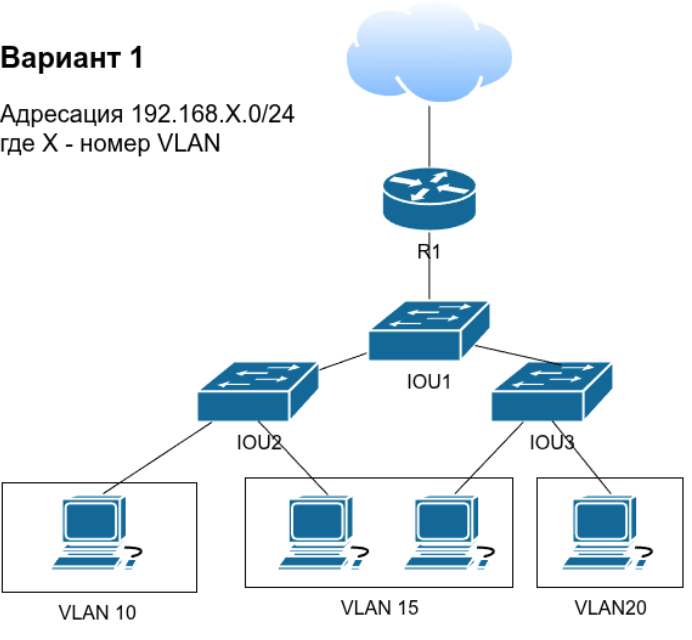 Вариант 1
Адресация 192.168.X.0/24
где X - номер VLAN
R1
IOU1
IOU2
IOU3
VLAN 10
VLAN 15
VLAN20